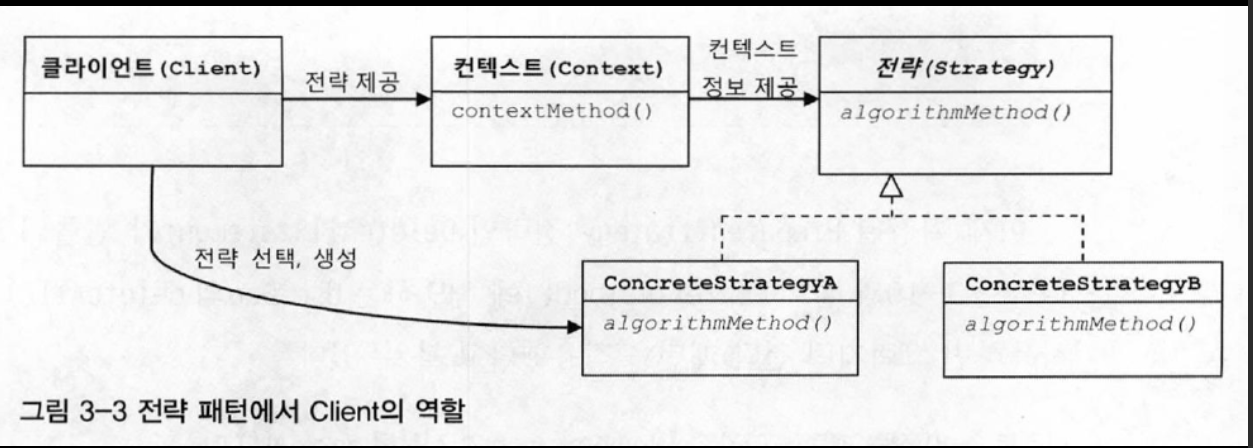 클라이언트(Client)
전략 제공
컨텍스트(Context)
contextMethod()
컨텍스트
정보 제공
전략(Strategy)
algorithmMethod()
전략 선택, 생성
ConcreteStrategyA
algorithmMethod()
ConcreteStrategyB
algorithmMethod()
그림 3-3 전략 패턴에서 Client의 역할